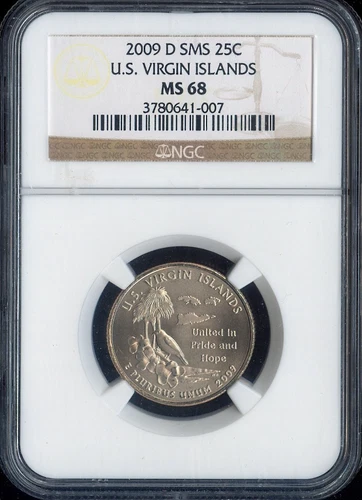 2009 D SMS 25C
U.S. VIRGIN ISLANDS
MS 68
3780641-007
NGC
U.S. VIRGIN ISLANDS
United in
Pride and
Hope
E PLURIBUS UNUM 2009